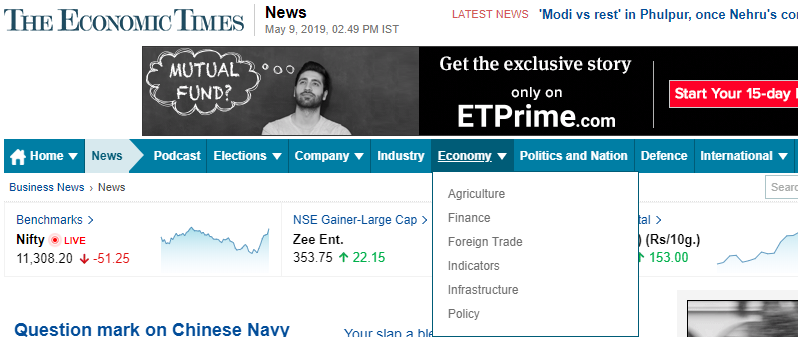 THE ECONOMIC TIMES
News
May 9, 2019, 02.49 PM IST
LATEST NEWS 'Modi vs rest' in Phulpur, once Nehru's
MUTUAL
FUND?
Get the exclusive story
only on
ETPrime.com
Start Your 15-day
Home News Podcast Elections Company Industry Economy Politics and Nation Defence International
Business News › News
Benchmarks
Nifty LIVE
11,308.20 -51.25
NSE Gainer-Large Cap
Zee Ent.
353.75 22.15
Agriculture
Finance
Foreign Trade
Indicators
Infrastructure
Policy
(Rs/10g.)
153.00
Question mark on Chinese Navy
Your slap a